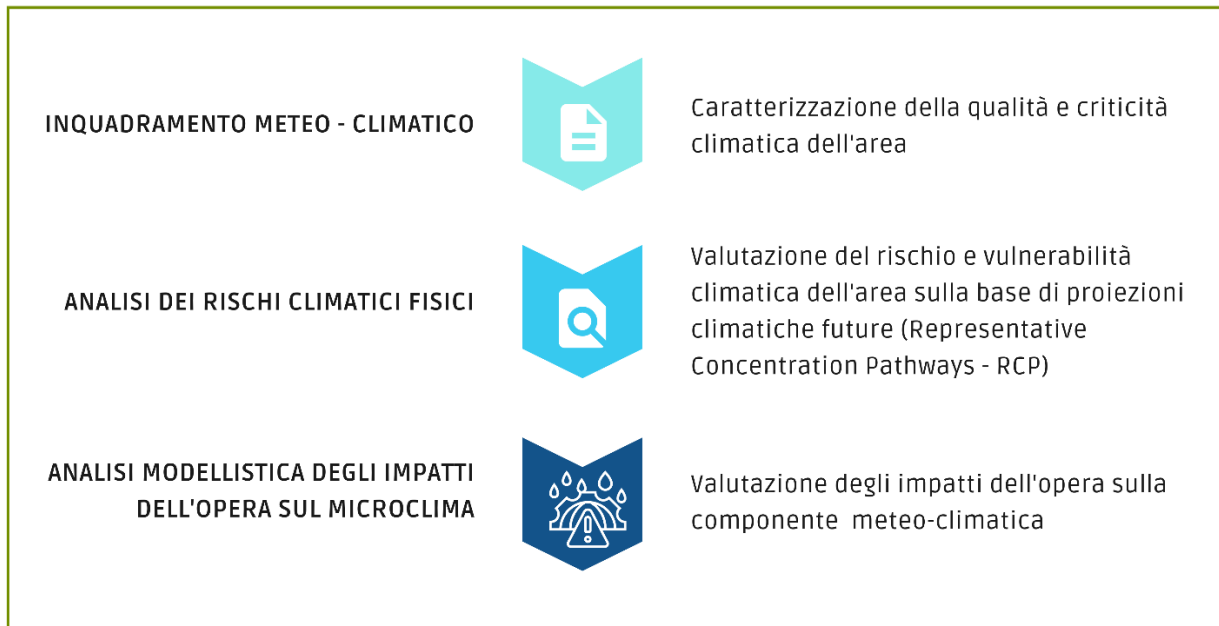 INQUADRAMENTO METEO - CLIMATICO
Caratterizzazione della qualità e criticità
climatica dell'area
ANALISI DEI RISCHI CLIMATICI FISICI
Valutazione del rischio e vulnerabilità
climatica dell'area sulla base di proiezioni
climatiche future (Representative
Concentration Pathways - RCP)
ANALISI MODELLISTICA DEGLI IMPATTI
DELL'OPERA SUL MICROCLIMA
Valutazione degli impatti dell'opera sulla
componente meteo-climatica